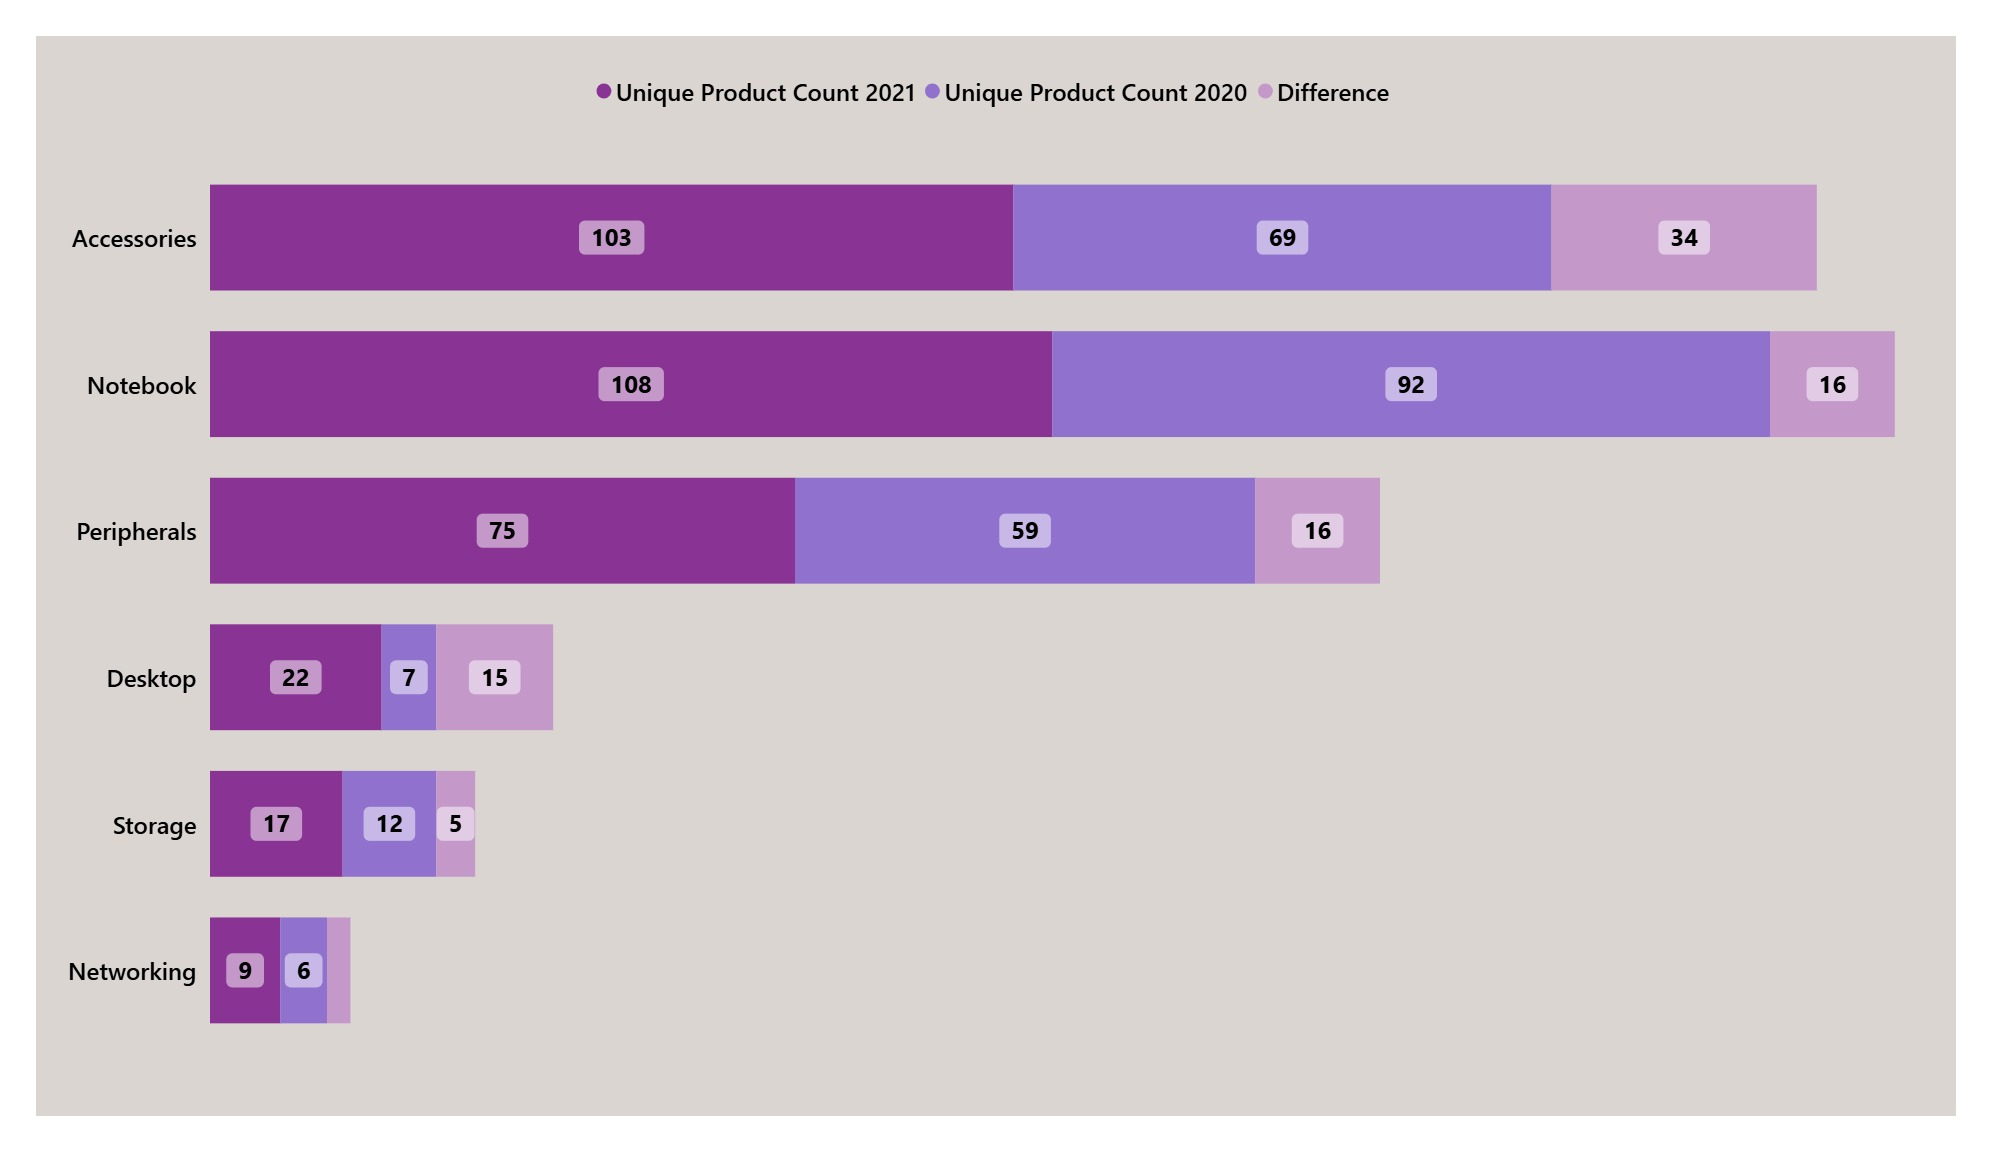 Unique Product Count 2021 Unique Product Count 2020 Difference
Accessories 103 69 34
Notebook 108 92 16
Peripherals 75 59 16
Desktop 22 7 15
Storage 17 12 5
Networking 9 6